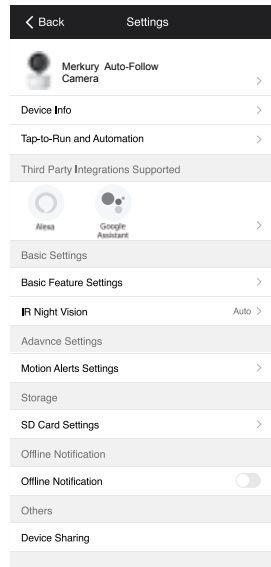 Back Settings
Merkury Auto-Follow
Camera
Device Info
Tap-to-Run and Automation
Third Party Integrations Supported
Alexa Google
Assistant
Basic Settings
Basic Feature Settings
IR Night Vision Auto
Adavnce Settings
Motion Alerts Settings
Storage
SD Card Settings
Offline Notification
Offline Notification
Others
Device Sharing